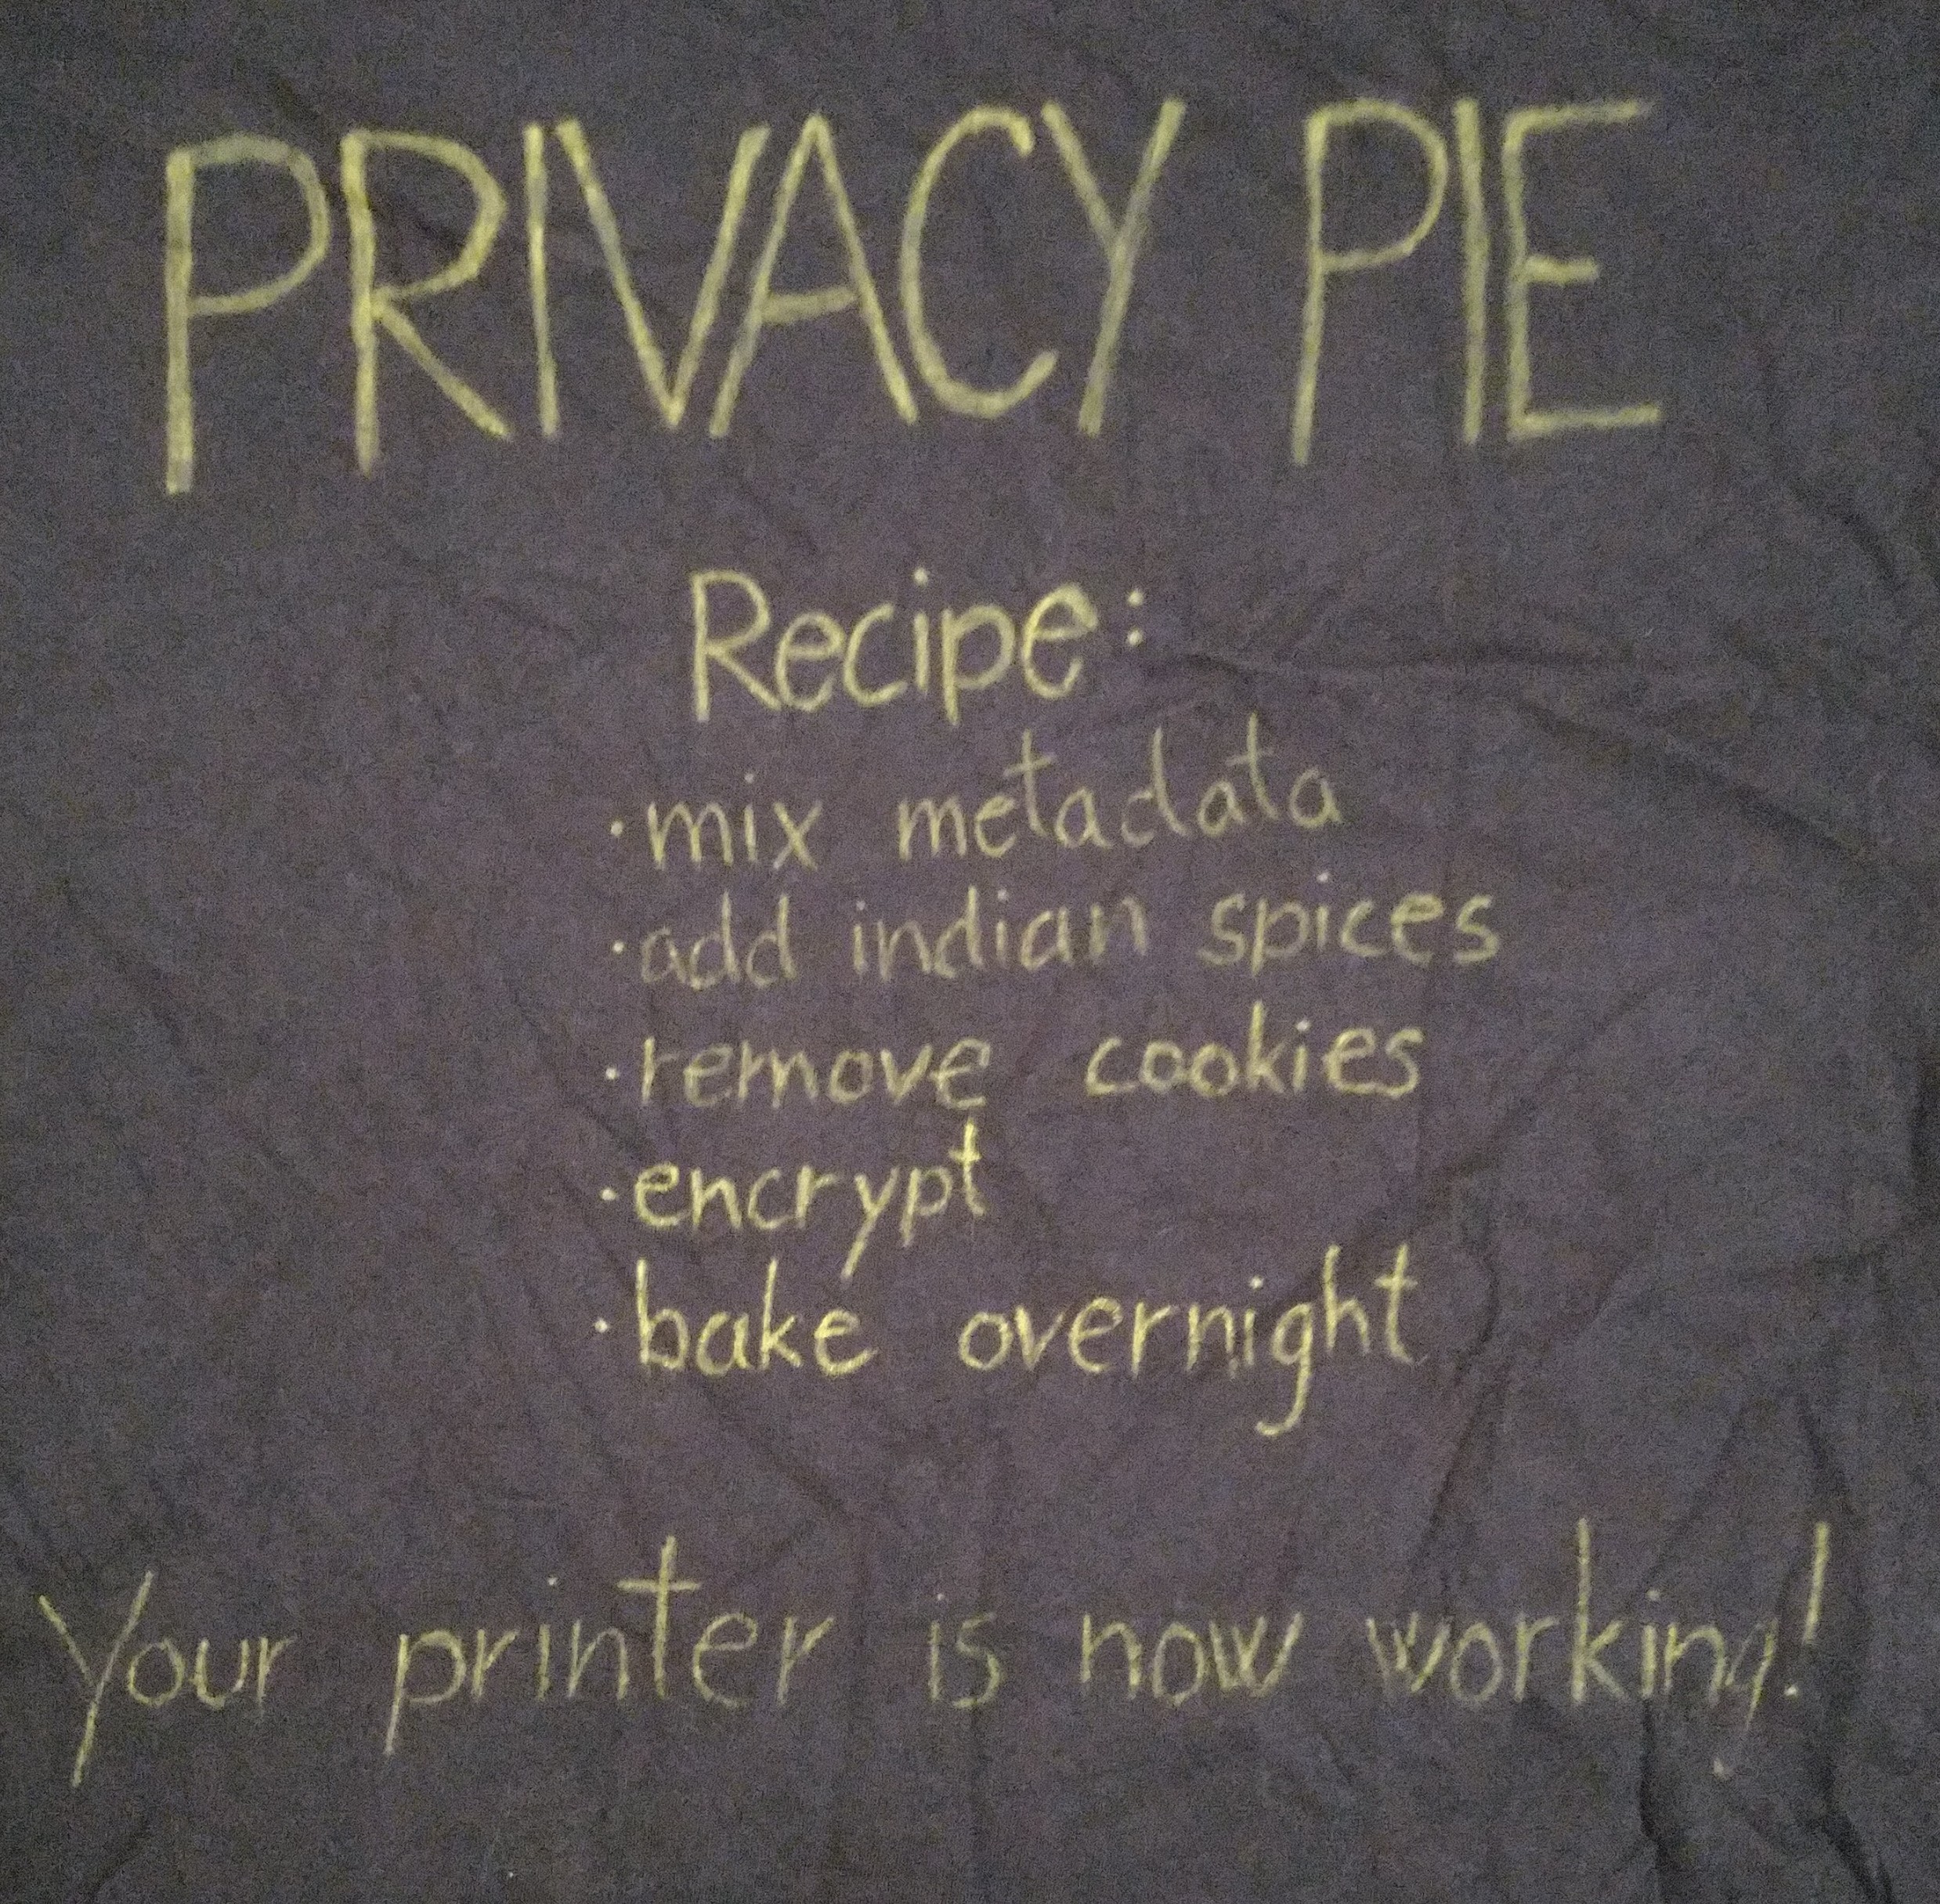 PRIVACY PIE
Recipe:
·mix metadata
·add indian spices
·remove cookies
·encrypt
·bake overnight
Your printer is now working!